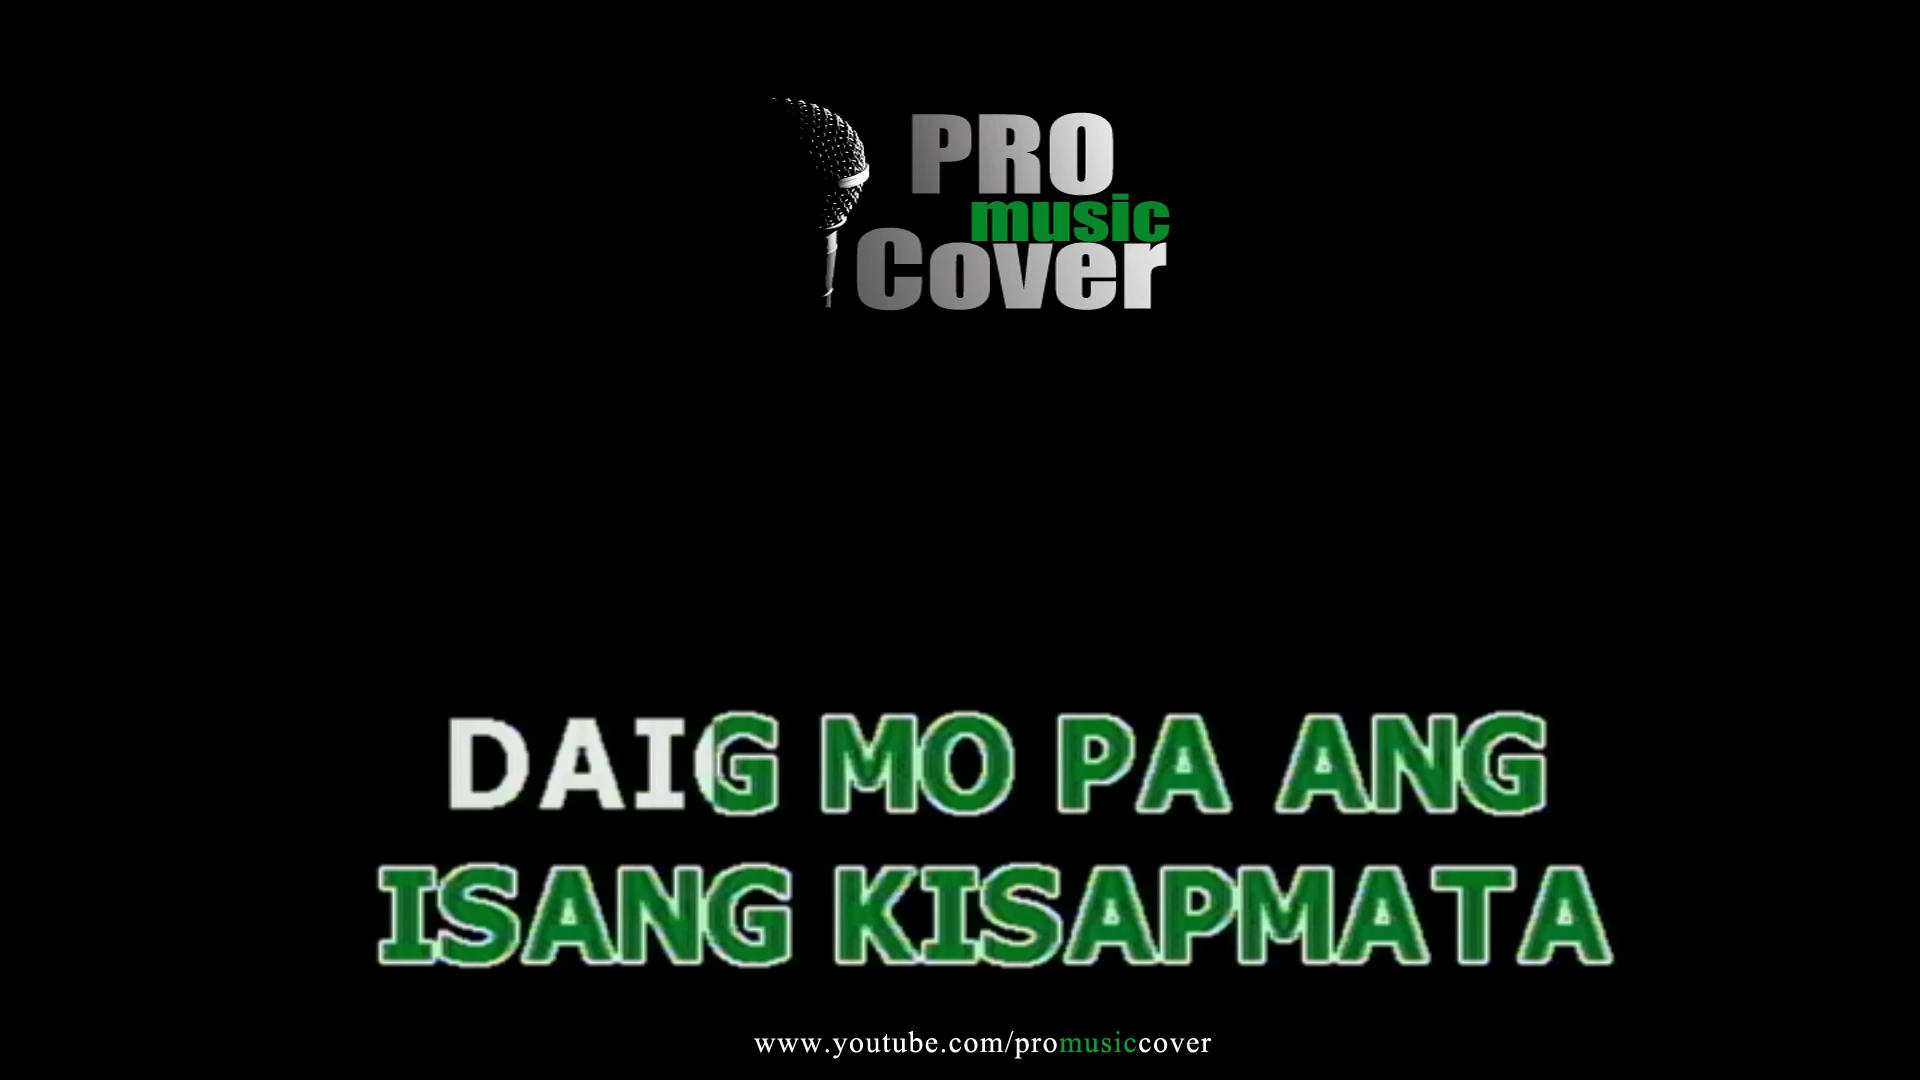 PRO
music
Cover
DAIG MO PA ANG
ISANG KISAPMATA
www.youtube.com/promusiccover